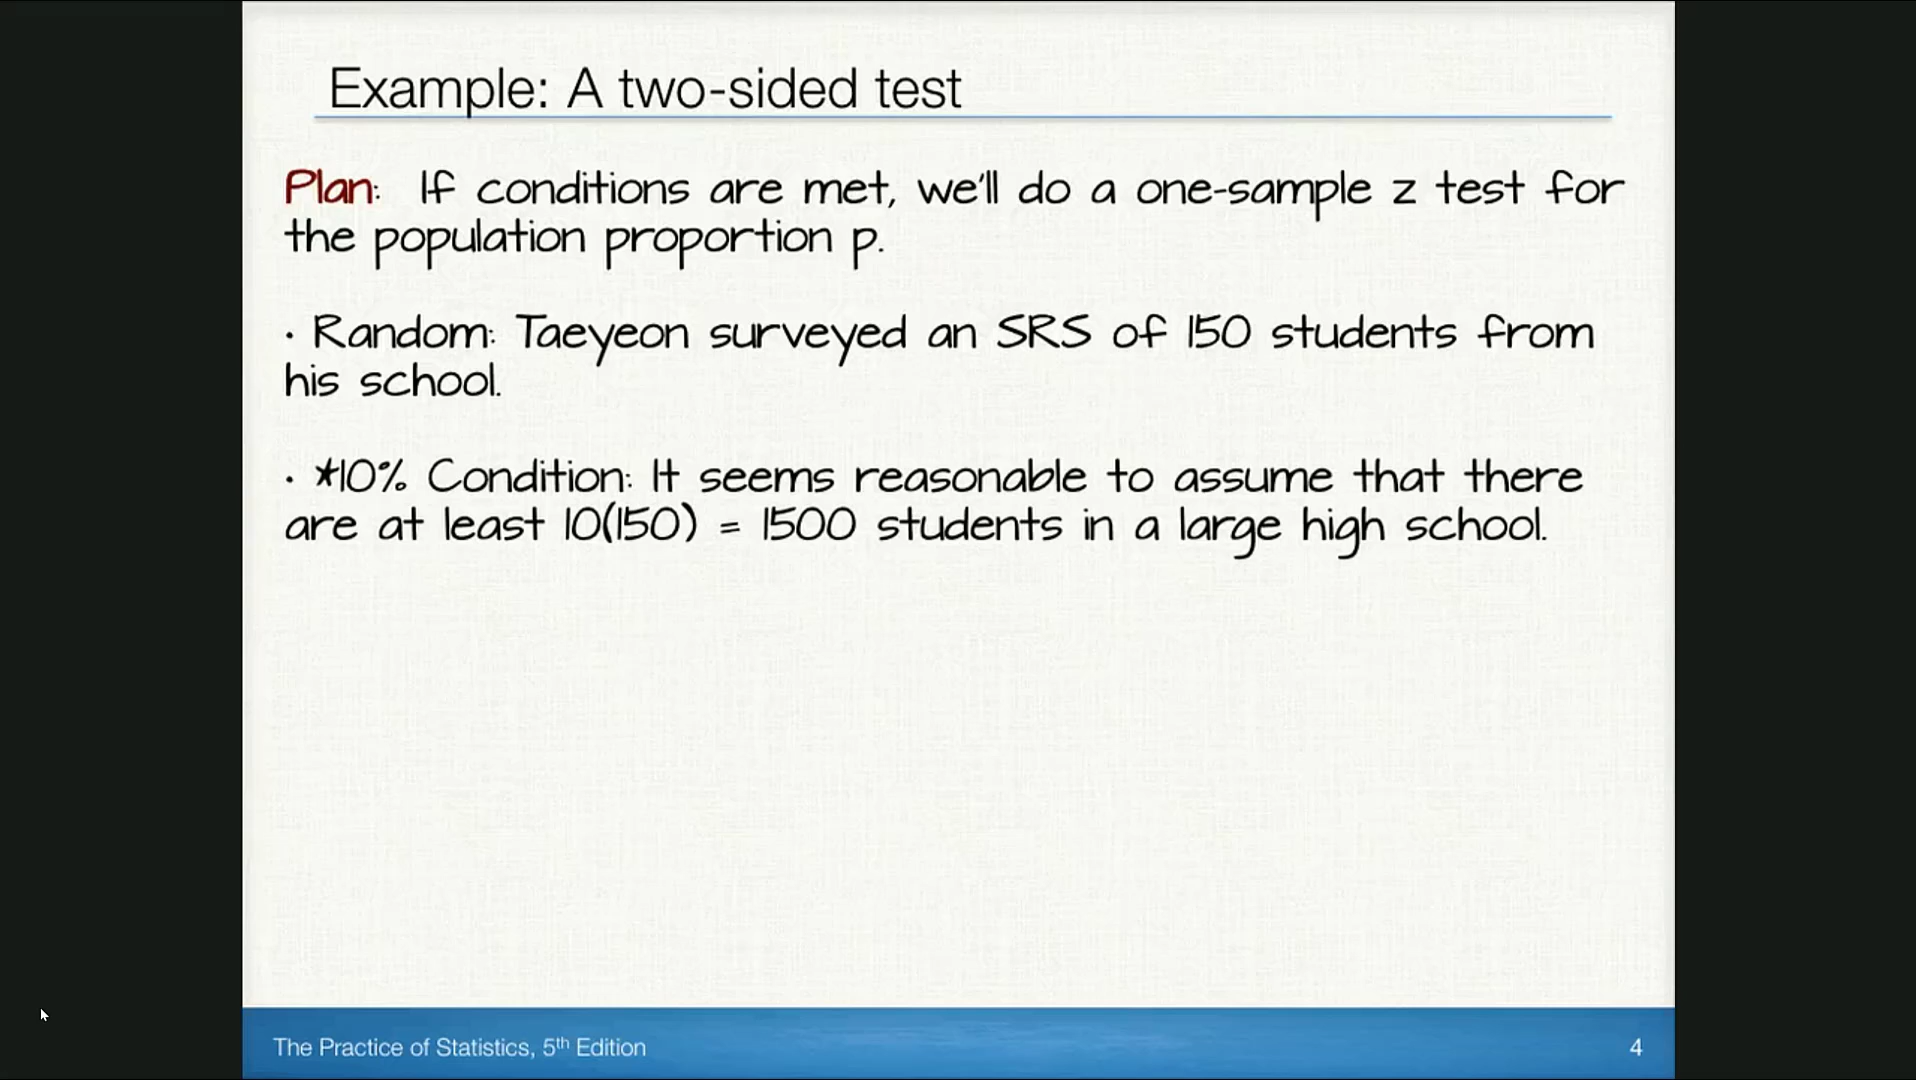 Example: A two-sided test
Plan: If conditions are met, we'll do a one-sample z test for
the population proportion p.
• Random: Taeyeon surveyed an SRS of 150 students from
his school.
• *10% Condition: It seems reasonable to assume that there
are at least 10(150) = 1500 students in a large high school.
The Practice of Statistics, 5th Edition
4